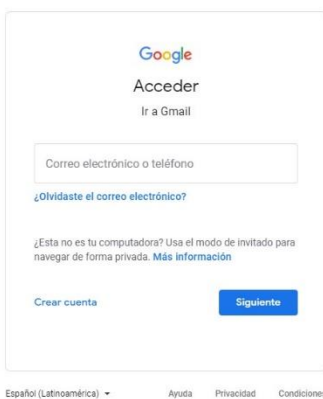 Google
Acceder
Ir a Gmail
Correo electrónico o teléfono
¿Olvidaste el correo electrónico?
¿Esta no es tu computadora? Usa el modo de invitado para
navegar de forma privada. Más información
Crear cuenta
Siguiente
Español (Latinoamérica)
Ayuda
Privacidad
Condiciones